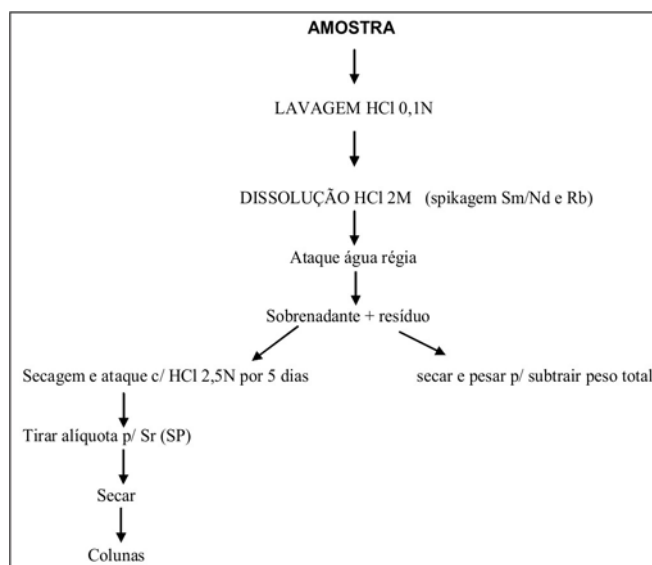 AMOSTRA
LAVAGEM HCl 0,1N
DISSOLUÇÃO HCl 2M (spikagem Sm/Nd e Rb)
Ataque água régia
Sobrenadante + resíduo
Secagem e ataque c/ HCl 2,5N por 5 dias
secar e pesar p/ subtrair peso total
Tirar alíquota p/ Sr (SP)
Secar
Colunas